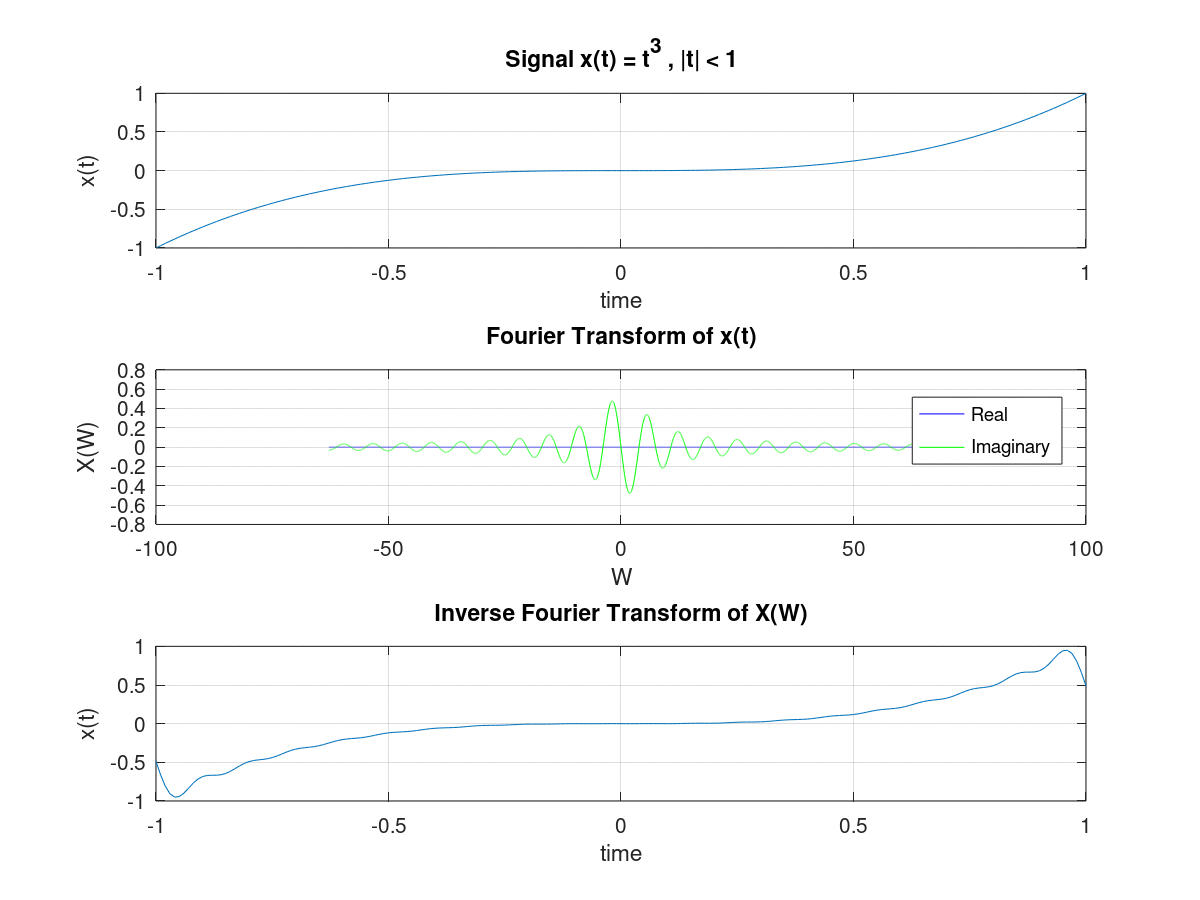 Signal x(t) = t^3 , |t| < 1
1
0.5
0
-0.5
-1
x(t)
-1 -0.5 0 0.5 1
time
Fourier Transform of x(t)
0.8
0.6
0.4
0.2
0
-0.2
-0.4
-0.6
-0.8
X(W)
Real
Imaginary
-100 -50 0 50 100
W
Inverse Fourier Transform of X(W)
1
0.5
0
-0.5
-1
x(t)
-1 -0.5 0 0.5 1
time